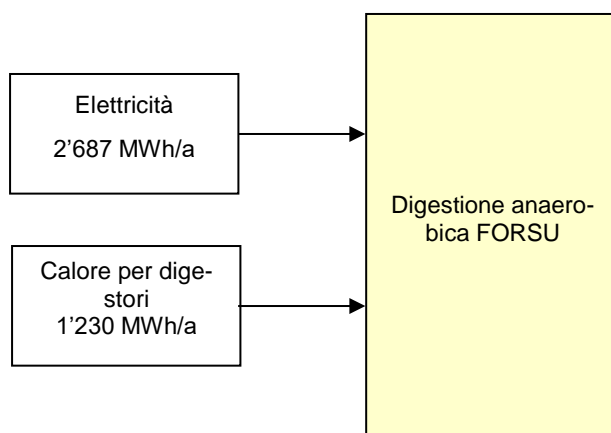 Elettricità
2'687 MWh/a
Calore per dige-
stori
1'230 MWh/a
Digestione anaero-
bica FORSU